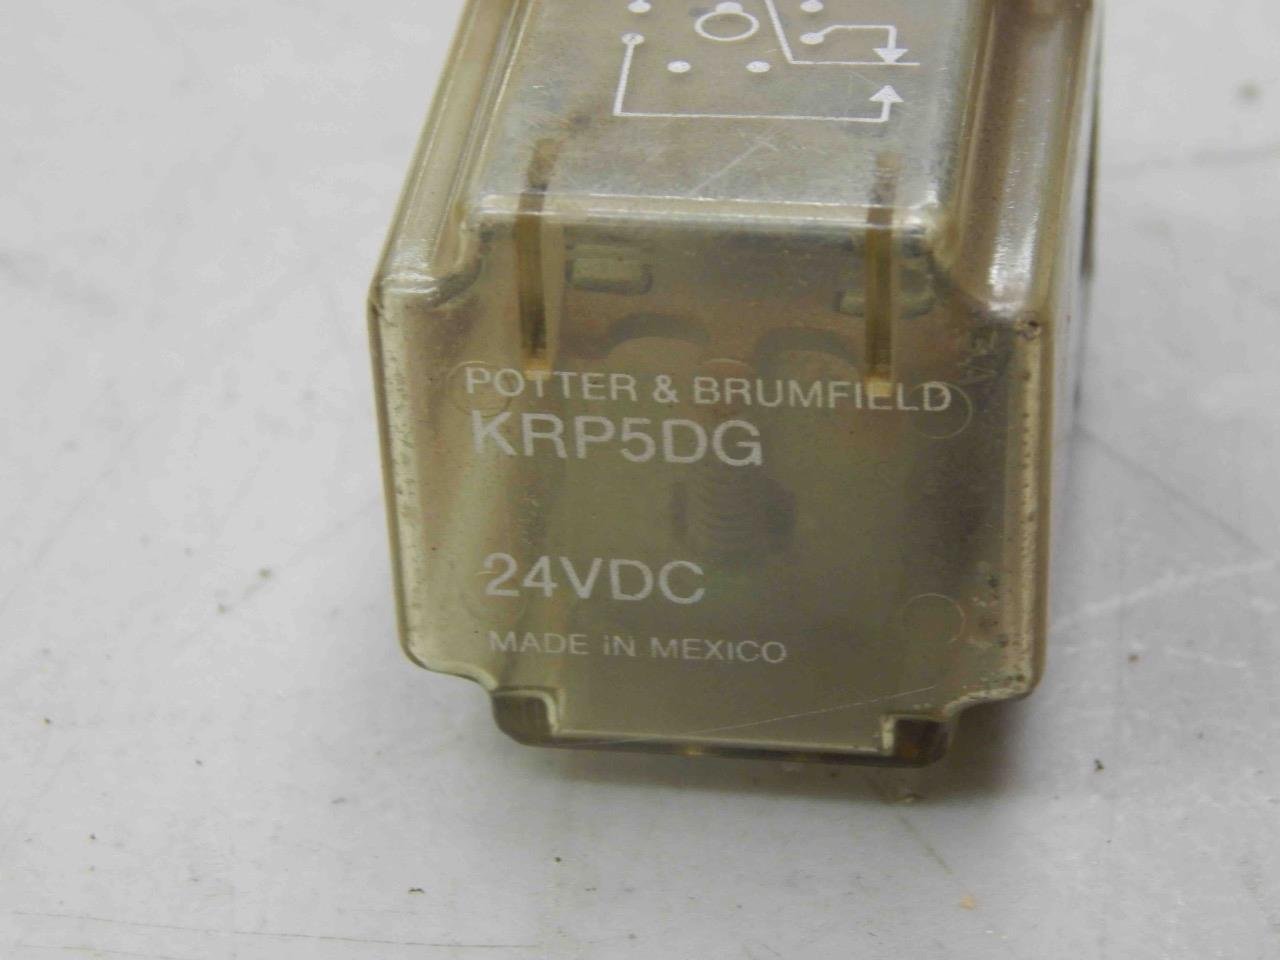 POTTER & BRUMFIELD
KRP5DG
24VDC
MADE iN MEXICO